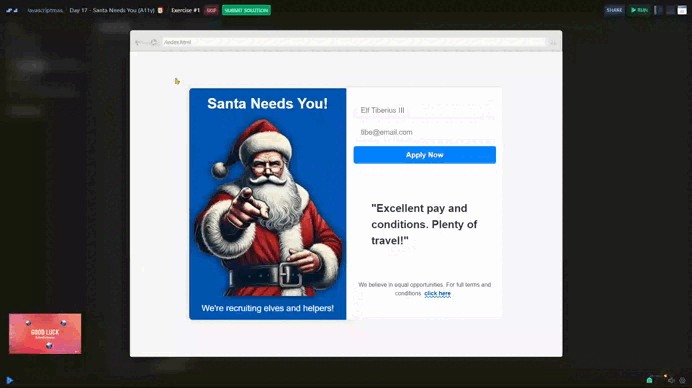 Javascriptmas
Day 17 - Santa Needs You (A11y)
Exercise #1
SKIP
SUBMIT SOLUTION
SHARE
RUN
/index.html
Santa Needs You!
Elf Tiberius III
tibe@email.com
Apply Now
"Excellent pay and
conditions. Plenty of
travel!"
We believe in equal opportunities. For full terms and
conditions click here
We're recruiting elves and helpers!
GOOD LUCK